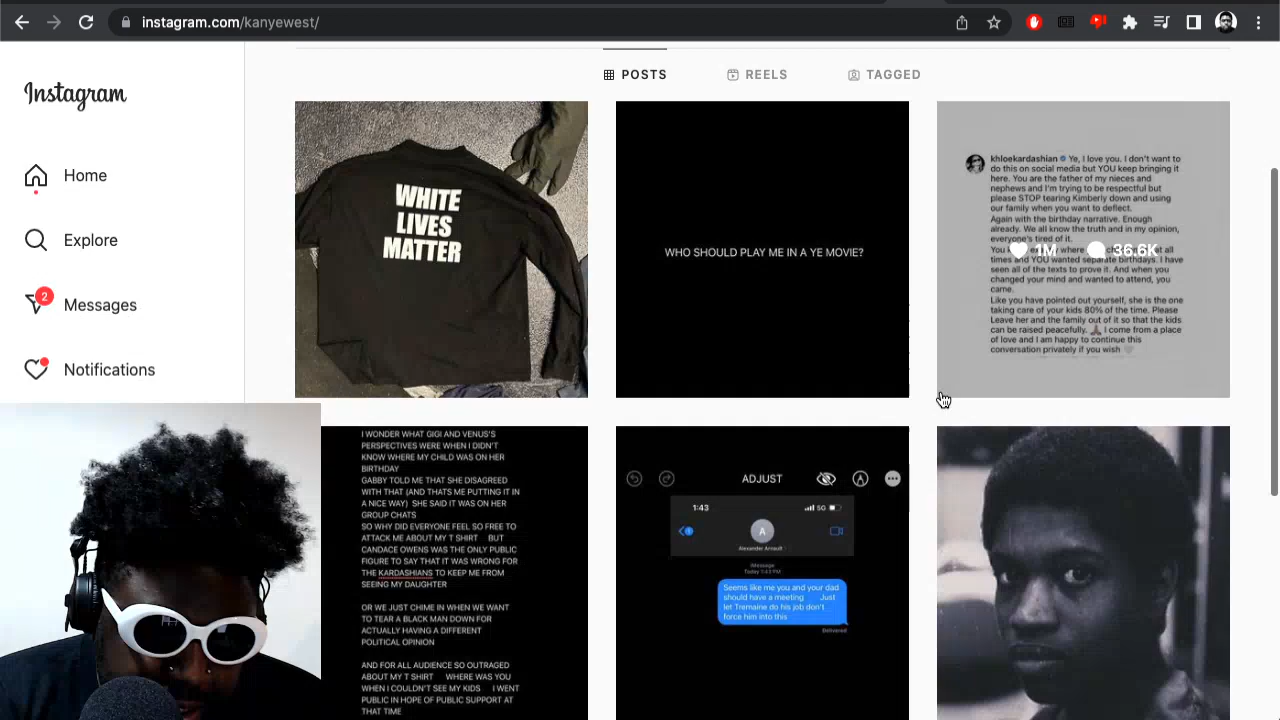 instagram.com/kanyewest/
Instagram
Home
Explore
2
Messages
Notifications
POSTS
REELS
TAGGED
WHITE
LIVES
MATTER
WHO SHOULD PLAY ME IN A YE MOVIE?
khloekardashian Ye, I love you. I don't want to
do this on social media but YOU keep bringing it
here. You are the father of my nieces and
nephews and I'm trying to be respectful but
please STOP tearing Kimberly down and using
our family when you want to deflect.
Again with the birthday narrative. Enough
already. We all know the truth and in my opinion,
everyone's tired of it.
1M
36.6K
times and YOU wanted separate birthdays. I have
seen all of the texts to prove it. And when you
changed your mind and wanted to attend, you
came.
Like you have pointed out yourself, she is the one
taking care of your kids 80% of the time. Please
Leave her and the family out of it so that the kids
can be raised peacefully. 🙏🏽 I come from a place
of love and I am happy to continue this
conversation privately if you wish 🤍
I WONDER WHAT GIGI AND VENUS'S
PERSPECTIVES WERE WHEN I DIDN'T
KNOW WHERE MY CHILD WAS ON HER
BIRTHDAY
GABBY TOLD ME THAT SHE DISAGREED
WITH THAT (AND THATS ME PUTTING IT IN
A NICE WAY) SHE SAID IT WAS ON HER
GROUP CHATS
SO WHY DID EVERYONE FEEL SO FREE TO
ATTACK ME ABOUT MY T SHIRT BUT
CANDACE OWENS WAS THE ONLY PUBLIC
FIGURE TO SAY THAT IT WAS WRONG FOR
THE KARDASHIANS TO KEEP ME FROM
SEEING MY DAUGHTER
OR WE JUST CHIME IN WHEN WE WANT
TO TEAR A BLACK MAN DOWN FOR
ACTUALLY HAVING A DIFFERENT
POLITICAL OPINION
AND FOR ALL AUDIENCE SO OUTRAGED
ABOUT MY T SHIRT WHERE WAS YOU
WHEN I COULDN'T SEE MY KIDS I WENT
PUBLIC IN HOPE OF PUBLIC SUPPORT AT
THAT TIME
ADJUST
1:43
5G
A
Alexander Arnault
iMessage
Today 1:43 PM
Seems like me you and your dad
should have a meeting Just
let Tremaine do his job don't
force him into this
Delivered